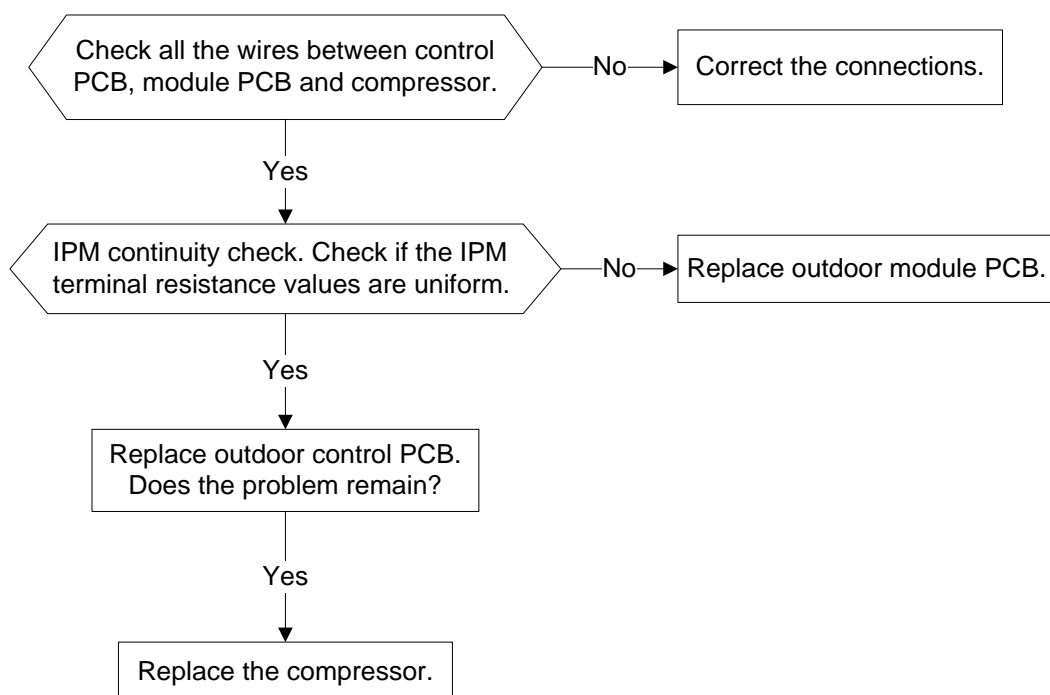 Check all the wires between control
PCB, module PCB and compressor.
No
Correct the connections.
Yes
IPM continuity check. Check if the IPM
terminal resistance values are uniform.
No
Replace outdoor module PCB.
Yes
Replace outdoor control PCB.
Does the problem remain?
Yes
Replace the compressor.